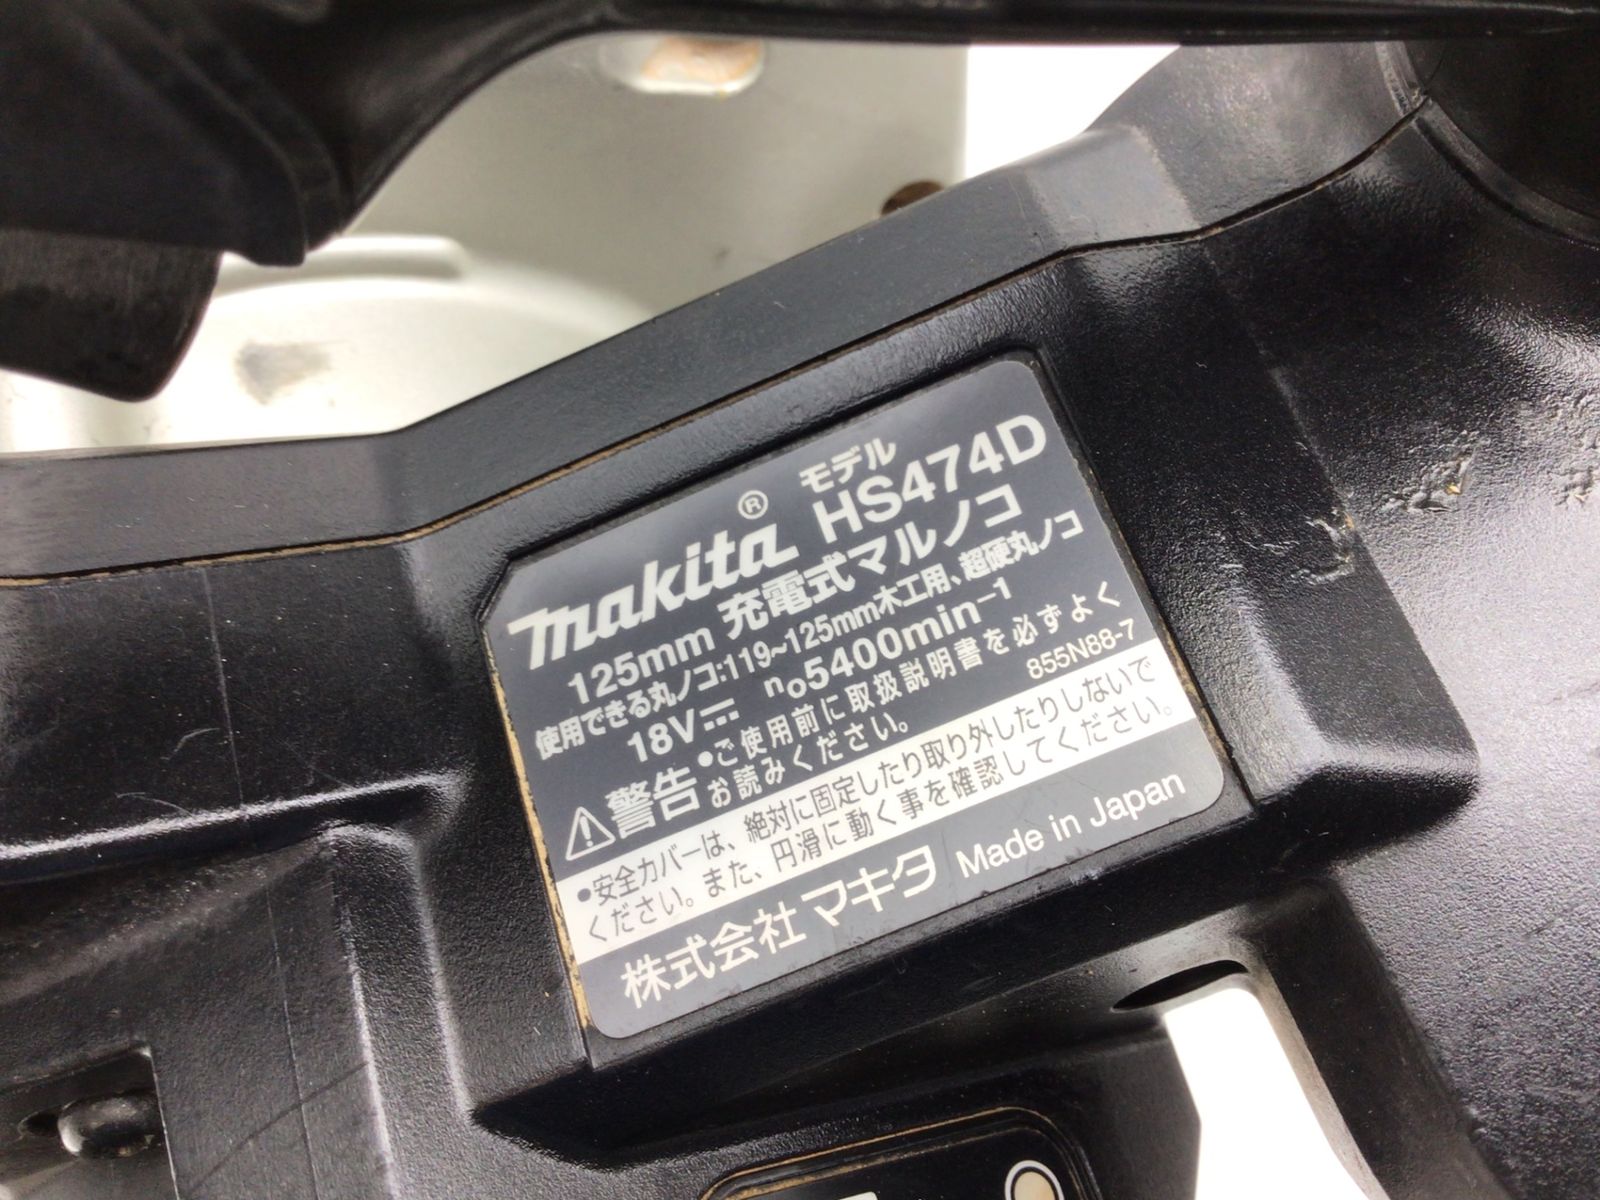 モデル
makita® HS474D
125mm 充電式マルノコ
使用できる丸ノコ:119~125mm木工用、超硬丸ノコ
18V⎓ n₀5400min⁻¹
⚠警告 •ご使用前に取扱説明書を必ずよく
お読みください。 855N88-7
•安全カバーは、絶対に固定したり取り外したりしないで
ください。また、円滑に動く事を確認してください。
株式会社マキタ Made in Japan